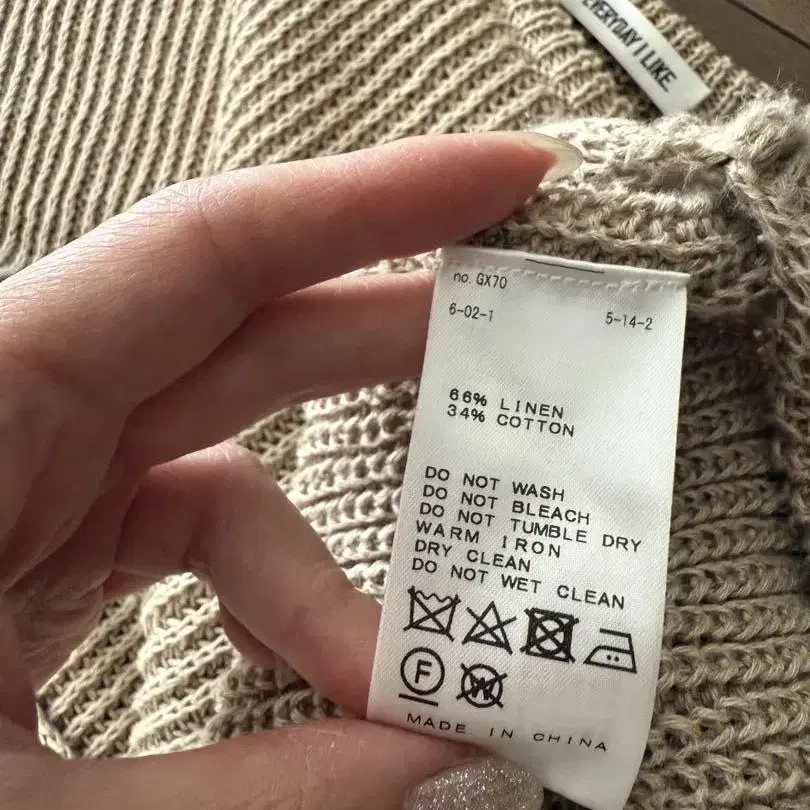 EVERYDAY I LIKE.
no. GX70
6-02-1 5-14-2
66% LINEN
34% COTTON
DO NOT WASH
DO NOT BLEACH
DO NOT TUMBLE DRY
WARM IRON
DRY CLEAN
DO NOT WET CLEAN
F W
MADE IN CHINA